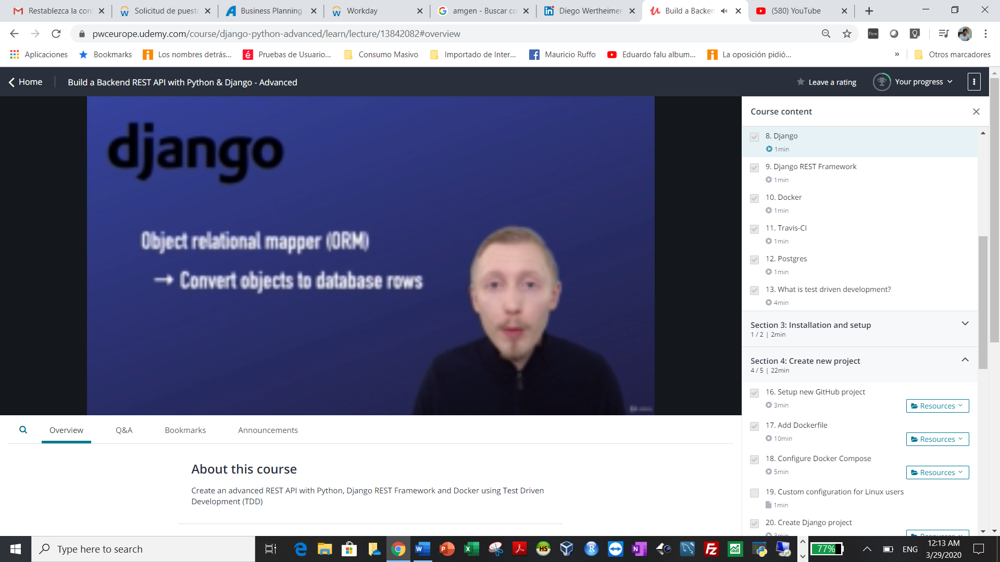 Restablezca la con
Solicitud de puest
Business Planning
Workday
amgen - Buscar co
Diego Wertheimer
Build a Backen
(580) YouTube
pwceurope.udemy.com/course/django-python-advanced/learn/lecture/13842082#overview
Aplicaciones
Bookmarks
Los nombres detrás...
Pruebas de Usuario...
Consumo Masivo
Importado de Inter...
Mauricio Ruffo
Eduardo falu album...
La oposición pidió...
»
Otros marcadores
Home
Build a Backend REST API with Python & Django - Advanced
Leave a rating
Your progress
django
Object relational mapper (ORM)
→ Convert objects to database rows
Course content
8. Django
1min
9. Django REST Framework
1min
10. Docker
1min
11. Travis-CI
1min
12. Postgres
1min
13. What is test driven development?
4min
Section 3: Installation and setup
1 / 2 | 2min
Section 4: Create new project
4 / 5 | 22min
16. Setup new GitHub project
3min
Resources
17. Add Dockerfile
10min
Resources
18. Configure Docker Compose
5min
Resources
19. Custom configuration for Linux users
1min
20. Create Django project
3min
Resources
Overview
Q&A
Bookmarks
Announcements
About this course
Create an advanced REST API with Python, Django REST Framework and Docker using Test Driven
Development (TDD)
Type here to search
77%
ENG
12:13 AM
3/29/2020